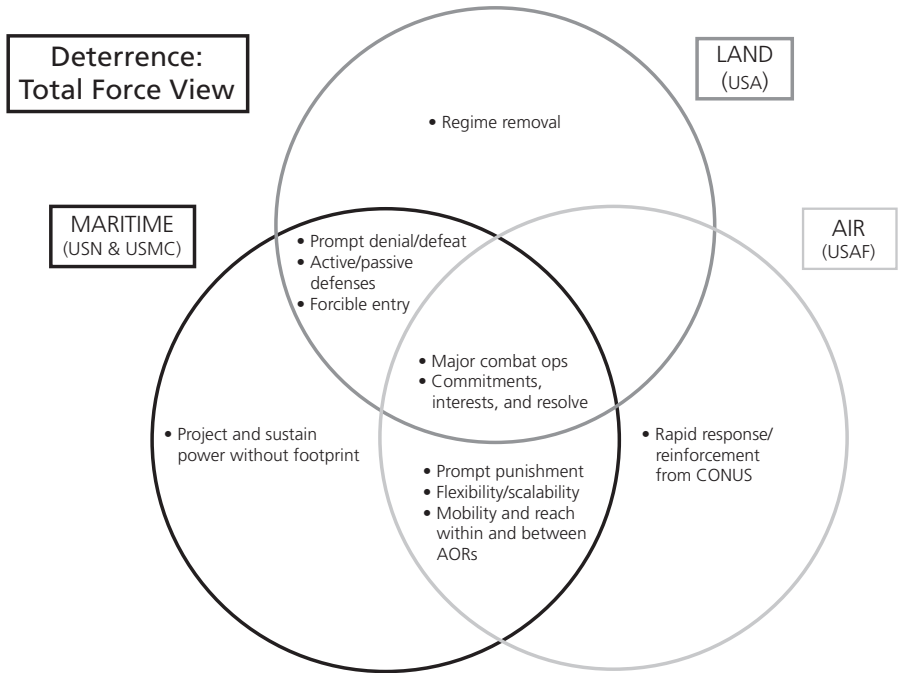 Deterrence:
Total Force View
LAND
(USA)
• Regime removal
MARITIME
(USN & USMC)
AIR
(USAF)
• Prompt denial/defeat
• Active/passive
defenses
• Forcible entry
• Major combat ops
• Commitments,
interests, and resolve
• Project and sustain
power without footprint
• Rapid response/
reinforcement
from CONUS
• Prompt punishment
• Flexibility/scalability
• Mobility and reach
within and between
AORs